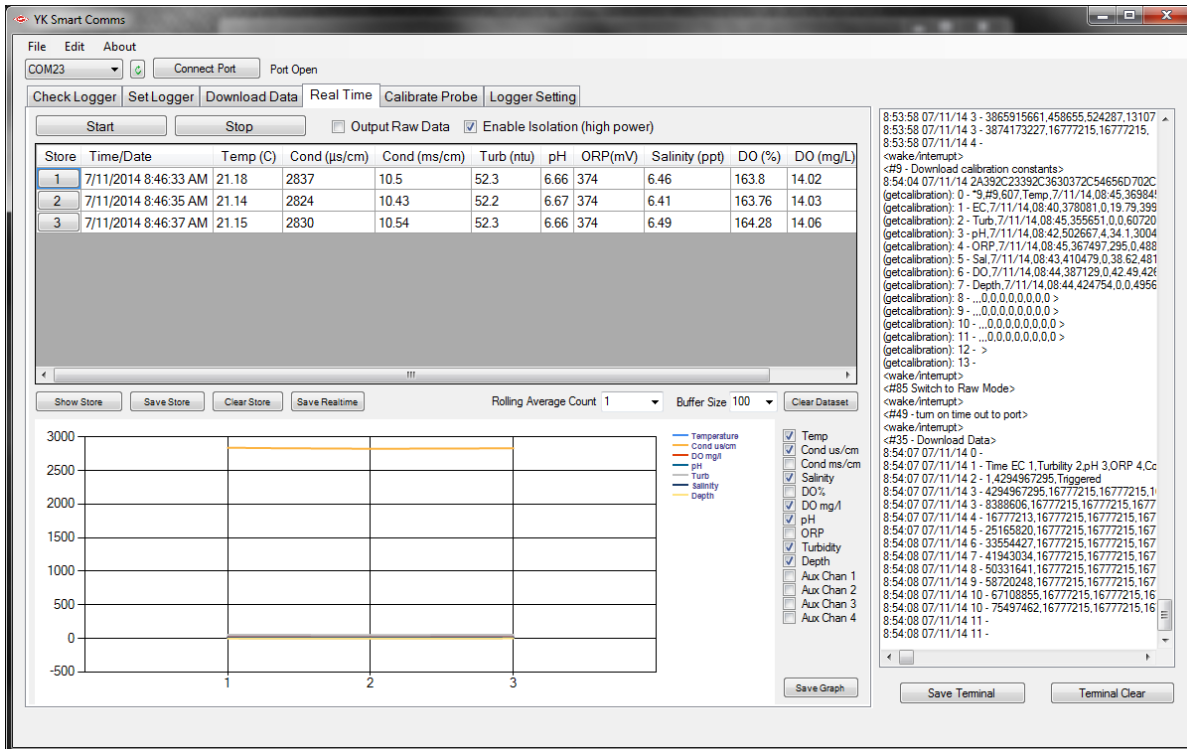 YK Smart Comms
File Edit About
COM23 Connect Port Port Open
Check Logger Set Logger Download Data Real Time Calibrate Probe Logger Setting
Start Stop Output Raw Data Enable Isolation (high power)
Store Time/Date Temp (C) Cond (µs/cm) Cond (ms/cm) Turb (ntu) pH ORP(mV) Salinity (ppt) DO (%) DO (mg/L)
1 7/11/2014 8:46:33 AM 21.18 2837 10.5 52.3 6.66 374 6.46 163.8 14.02
2 7/11/2014 8:46:35 AM 21.14 2824 10.43 52.2 6.67 374 6.41 163.76 14.03
3 7/11/2014 8:46:37 AM 21.15 2830 10.54 52.3 6.66 374 6.49 164.28 14.06
Show Store Save Store Clear Store Save Realtime Rolling Average Count 1 Buffer Size 100 Clear Dataset
3000
2500
2000
1500
1000
500
0
-500
1 2 3
Temperature
Cond us/cm
DO mg/l
pH
Turb
Salinity
Depth
Temp
Cond us/cm
Cond ms/cm
Salinity
DO%
DO mg/l
pH
ORP
Turbidity
Depth
Aux Chan 1
Aux Chan 2
Aux Chan 3
Aux Chan 4
Save Graph
8:53:58 07/11/14 3 - 3865915661,458655,524287,13107
8:53:58 07/11/14 3 - 3874173227,16777215,16777215,
8:53:58 07/11/14 4 -
<wake/interrupt>
<#9 - Download calibration constants>
8:54:04 07/11/14 2A392C23392C3630372C54656D702C
(getcalibration): 0 - *9,#9,607,Temp,7/11/14,08:45,36984
(getcalibration): 1 - EC,7/11/14,08:40,378081,0,19.79,399
(getcalibration): 2 - Turb,7/11/14,08:45,355651,0,0,60720
(getcalibration): 3 - pH,7/11/14,08:42,502667,4,34.1,3004
(getcalibration): 4 - ORP,7/11/14,08:45,367497,295,0,488
(getcalibration): 5 - Sal,7/11/14,08:43,410479,0,38.62,481
(getcalibration): 6 - DO,7/11/14,08:44,387129,0,42.49,426
(getcalibration): 7 - Depth,7/11/14,08:44,424754,0,0,4956
(getcalibration): 8 - ,,,0,0,0,0,0,0,0 >
(getcalibration): 9 - ,,,0,0,0,0,0,0,0 >
(getcalibration): 10 - ,,,0,0,0,0,0,0,0 >
(getcalibration): 11 - ,,,0,0,0,0,0,0,0 >
(getcalibration): 12 - >
(getcalibration): 13 -
<wake/interrupt>
<#85 Switch to Raw Mode>
<wake/interrupt>
<#49 - turn on time out to port>
<wake/interrupt>
<#35 - Download Data>
8:54:07 07/11/14 0 -
8:54:07 07/11/14 1 - Time EC 1,Turbility 2,pH 3,ORP 4,Co
8:54:07 07/11/14 2 - 1,4294967295,Triggered
8:54:07 07/11/14 3 - 4294967295,16777215,16777215,1
8:54:07 07/11/14 3 - 8388606,16777215,16777215,1677
8:54:07 07/11/14 4 - 16777213,16777215,16777215,167
8:54:07 07/11/14 5 - 25165820,16777215,16777215,167
8:54:08 07/11/14 6 - 33554427,16777215,16777215,167
8:54:08 07/11/14 7 - 41943034,16777215,16777215,167
8:54:08 07/11/14 8 - 50331641,16777215,16777215,167
8:54:08 07/11/14 9 - 58720248,16777215,16777215,167
8:54:08 07/11/14 10 - 67108855,16777215,16777215,16
8:54:08 07/11/14 10 - 75497462,16777215,16777215,16
8:54:08 07/11/14 11 -
8:54:08 07/11/14 11 -
Save Terminal Terminal Clear